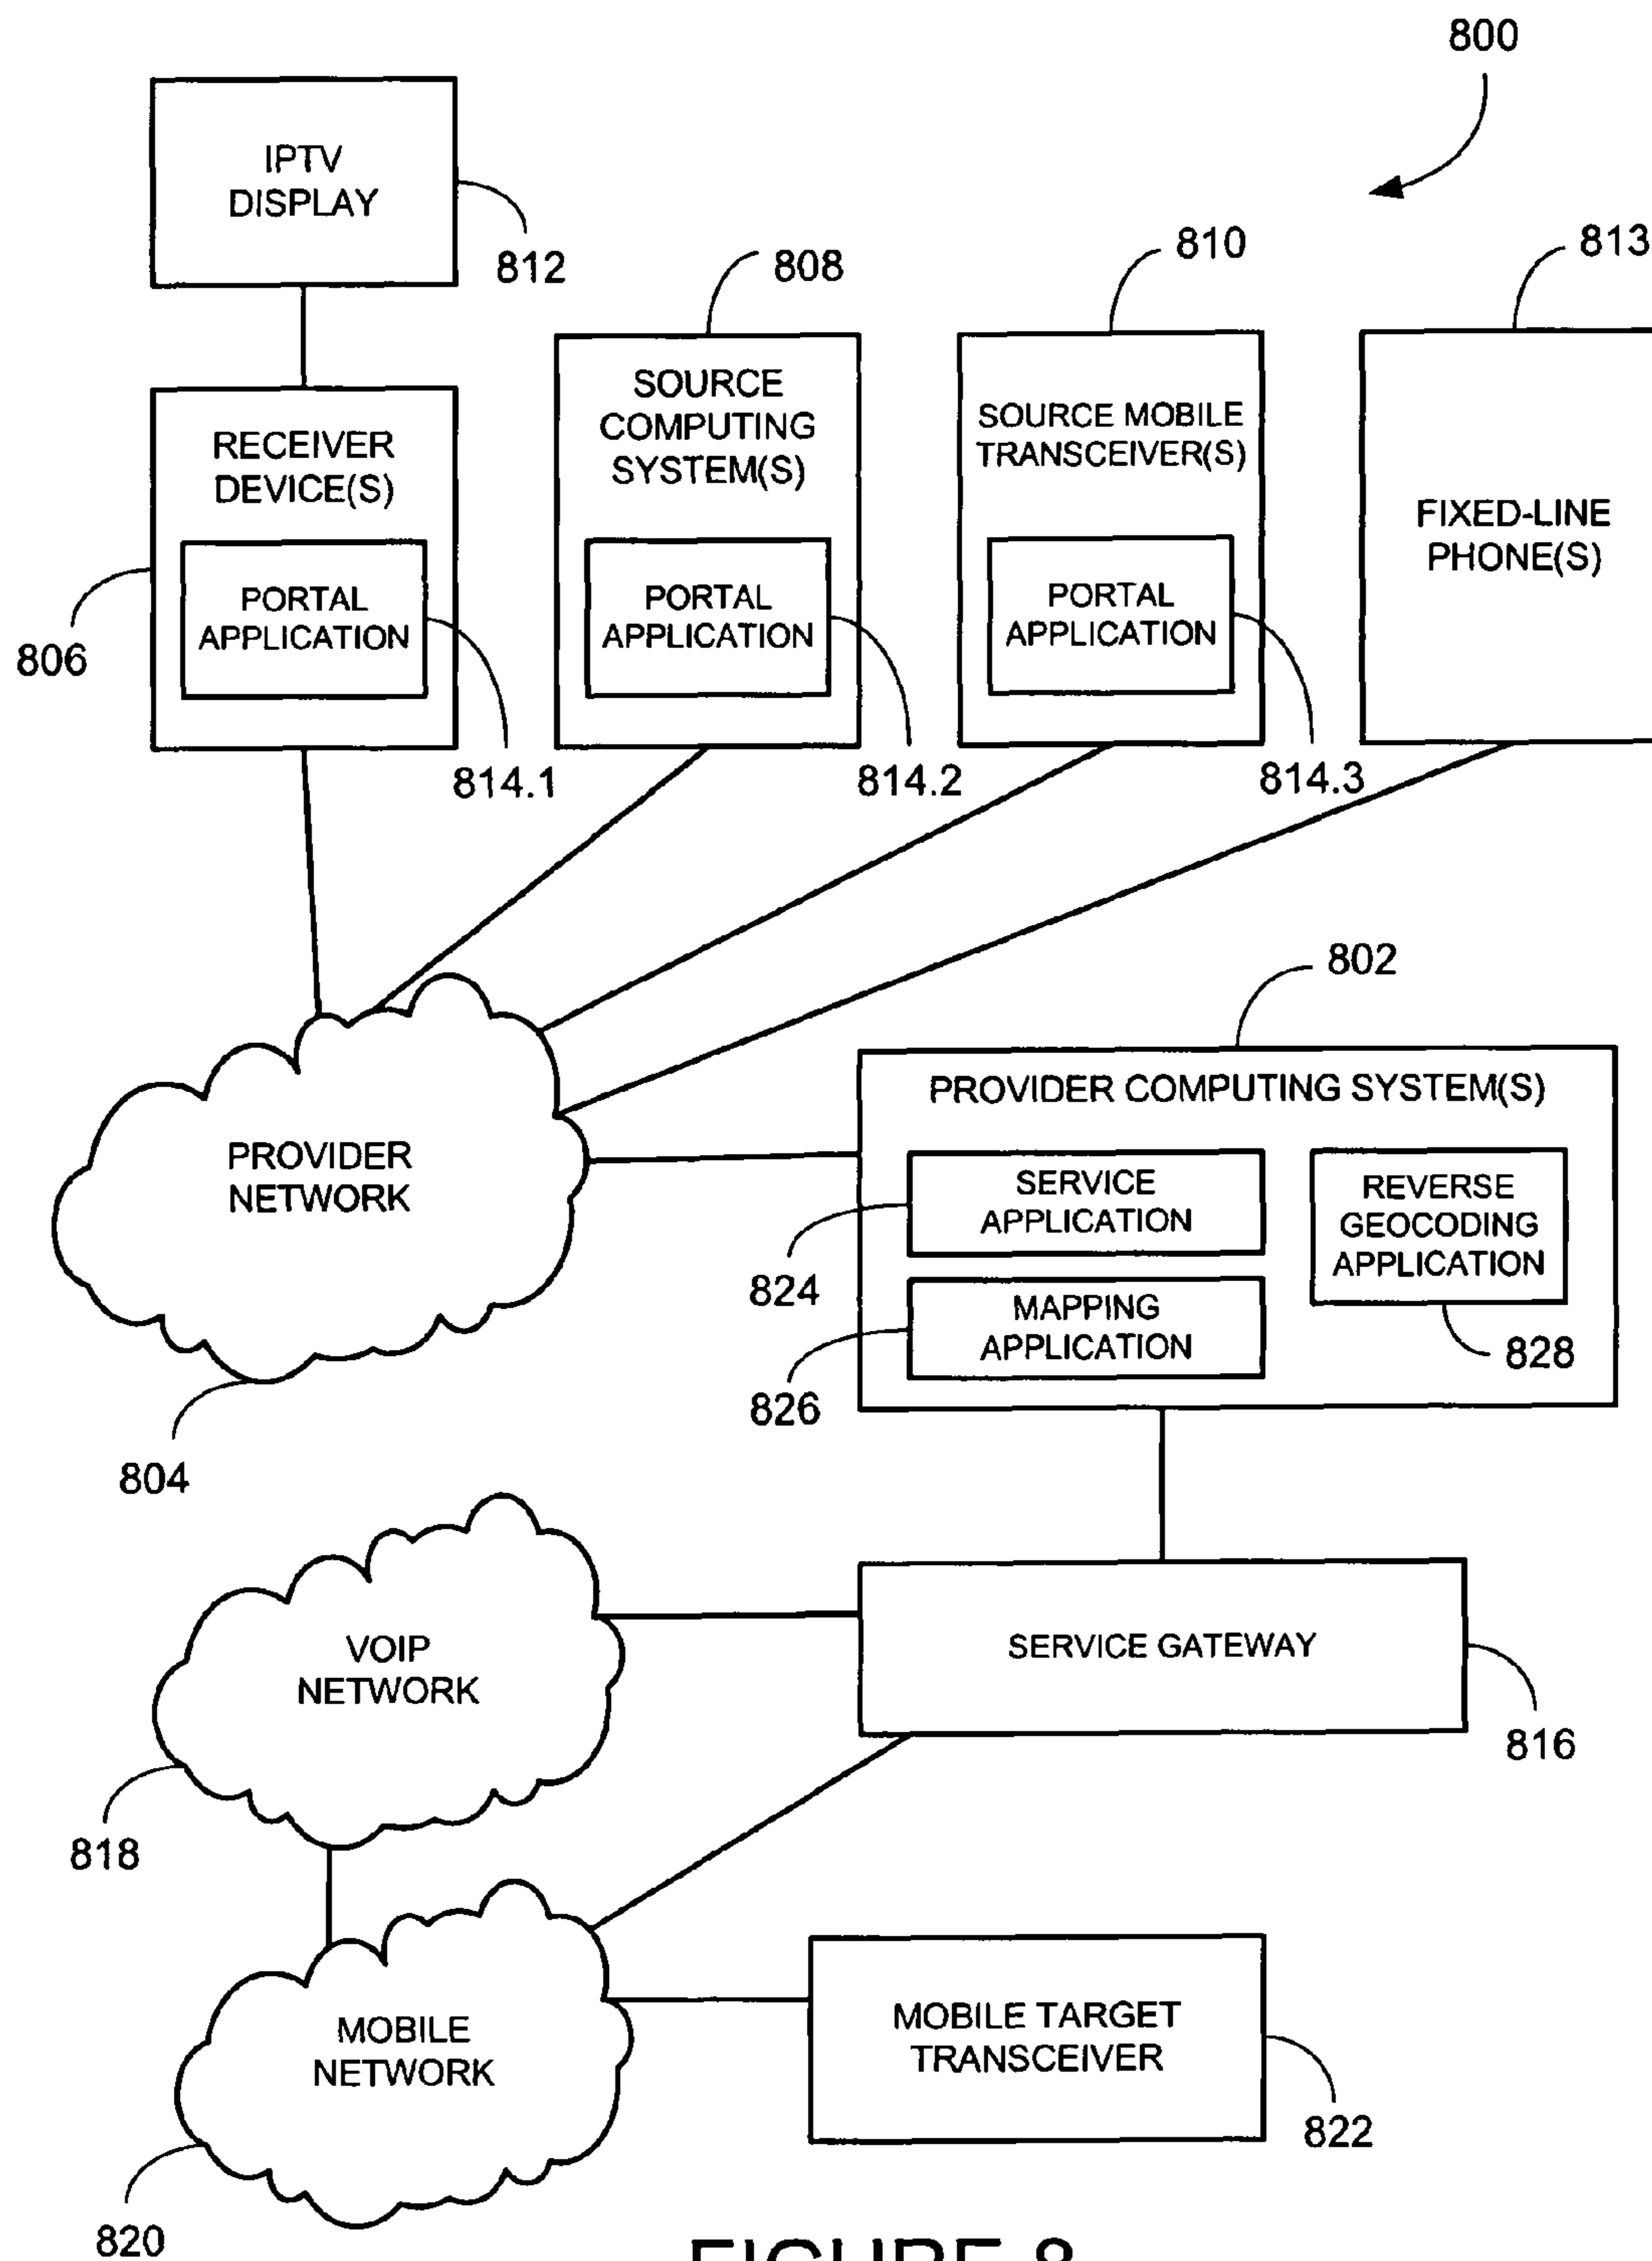 800
IPTV
DISPLAY
812
808
810
813
RECEIVER
DEVICE(S)
PORTAL
APPLICATION
806
814.1
SOURCE
COMPUTING
SYSTEM(S)
PORTAL
APPLICATION
814.2
SOURCE MOBILE
TRANSCEIVER(S)
PORTAL
APPLICATION
814.3
FIXED-LINE
PHONE(S)
802
PROVIDER
NETWORK
804
PROVIDER COMPUTING SYSTEM(S)
SERVICE
APPLICATION
824
MAPPING
APPLICATION
826
REVERSE
GEOCODING
APPLICATION
828
VOIP
NETWORK
818
SERVICE GATEWAY
816
MOBILE
NETWORK
820
MOBILE TARGET
TRANSCEIVER
822
FIGURE 8